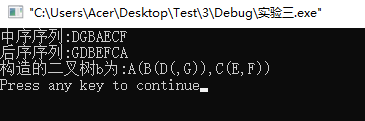 "C:\Users\Acer\Desktop\Test\3\Debug\实验三.exe"
中序序列:DGBAECF
后序序列:GDBEFCA
构造的二叉树b为:A(B(D(,G)),C(E,F))
Press any key to continue